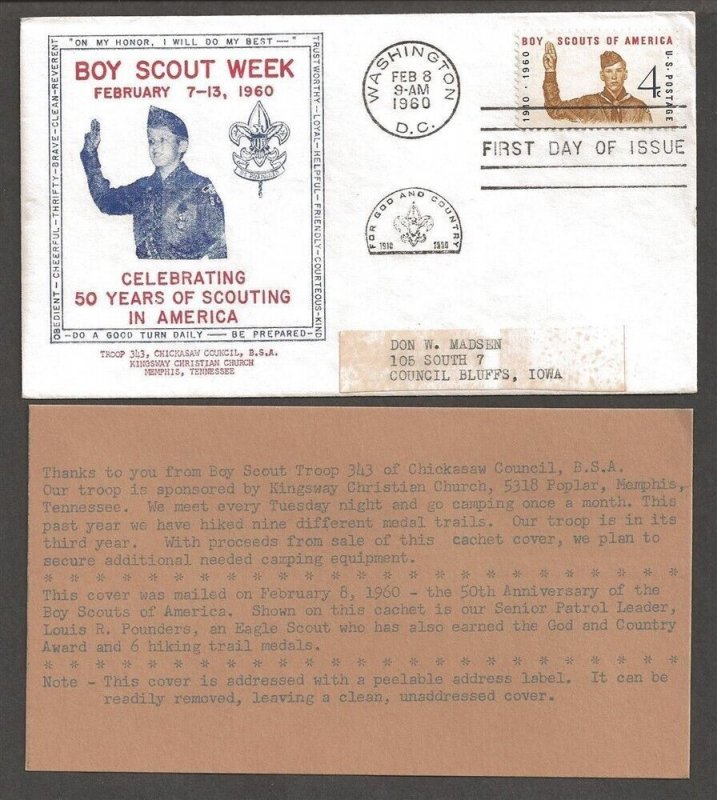 "ON MY HONOR, I WILL DO MY BEST—"
TRUSTWORTHY-LOYAL-HELPFUL-FRIENDLY-COURTEOUS-KIND
OBEDIENT-CHEERFUL-THRIFTY-BRAVE-CLEAN-REVERENT
BOY SCOUT WEEK
FEBRUARY 7-13, 1960
CELEBRATING
50 YEARS OF SCOUTING
IN AMERICA
-DO A GOOD TURN DAILY — BE PREPARED-
TROOP 343, CHICKASAW COUNCIL, B.S.A.
KINGSWAY CHRISTIAN CHURCH
MEMPHIS, TENNESSEE
WASHINGTON
FEB 8
9-AM
1960
D.C.
BOY SCOUTS OF AMERICA
1910 · 1960
4¢
U.S. POSTAGE
FIRST DAY OF ISSUE
FOR GOD AND COUNTRY
1910 1960
DON W. MADSEN
105 SOUTH 7
COUNCIL BLUFFS, IOWA
Thanks to you from Boy Scout Troop 343 of Chickasaw Council, B.S.A.
Our troop is sponsored by Kingsway Christian Church, 5318 Poplar, Memphis,
Tennessee. We meet every Tuesday night and go camping once a month. This
past year we have hiked nine different medal trails. Our troop is in its
third year. With proceeds from sale of this cachet cover, we plan to
secure additional needed camping equipment.
* * * * * * * * * * * * * * * * * * * * * * * * * * *
This cover was mailed on February 8, 1960 - the 50th Anniversary of the
Boy Scouts of America. Shown on this cachet is our Senior Patrol Leader,
Louis R. Pounders, an Eagle Scout who has also earned the God and Country
Award and 6 hiking trail medals.
* * * * * * * * * * * * * * * * * * * * * * * * * * *
Note - This cover is addressed with a peelable address label. It can be
readily removed, leaving a clean, unaddressed cover.